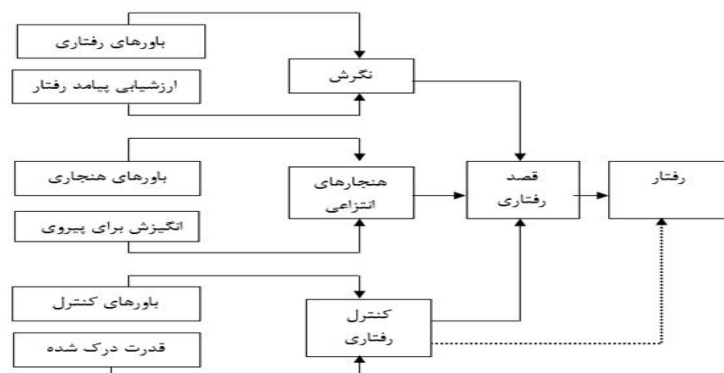 باورهای رفتاری
ارزشیابی پیامد رفتار
نگرش
باورهای هنجاری
انگیزش برای پیروی
هنجارهای
انتزاعی
قصد
رفتاری
رفتار
باورهای کنترل
قدرت درک شده
کنترل
رفتاری